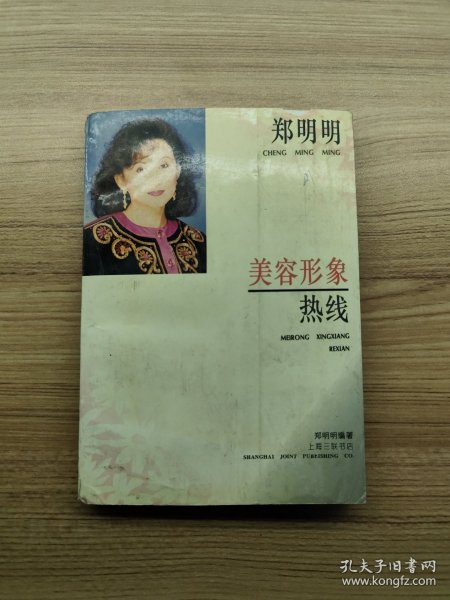 郑明明
CHENG MING MING
美容形象
热线
MEIRONG XINGXIANG
REXIAN
郑明明编著
上海三联书店
SHANGHAI JOINT PUBLISHING CO
孔夫子旧书网
www.kongfz.com